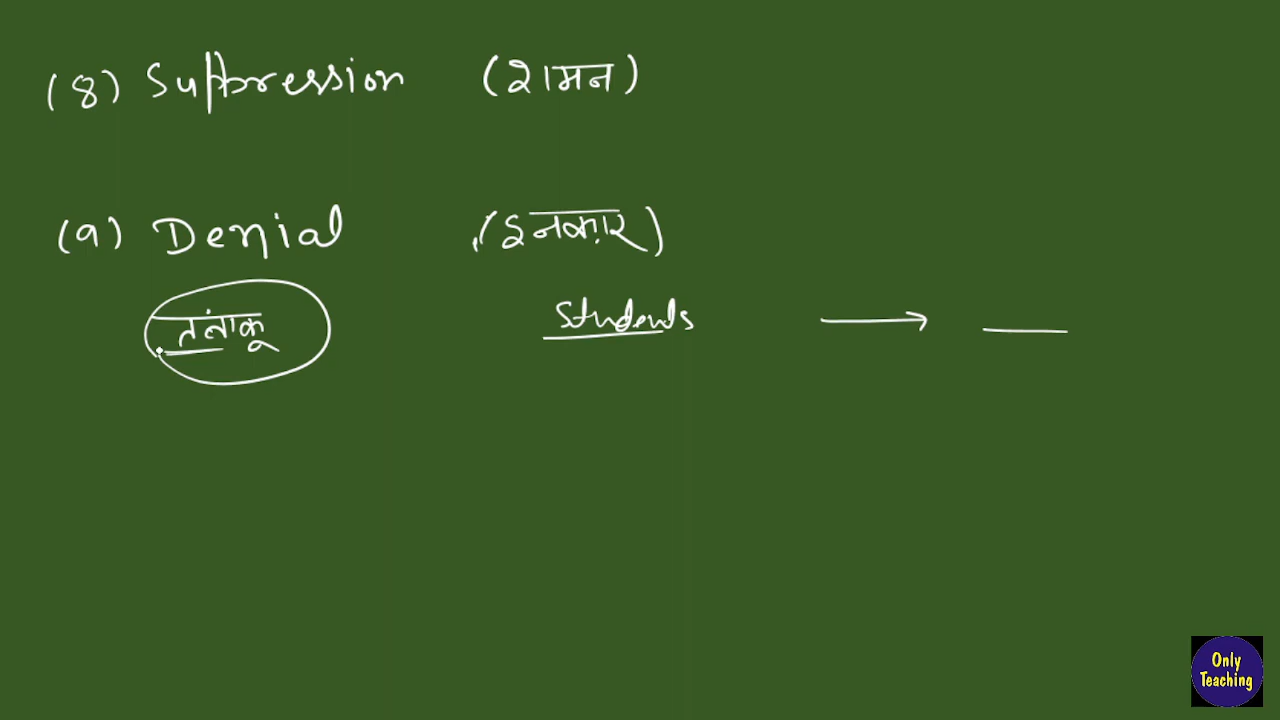 (8) Suppression (शमन)
(9) Denial (इनकार)
तंबाकू Students
Only
Teaching